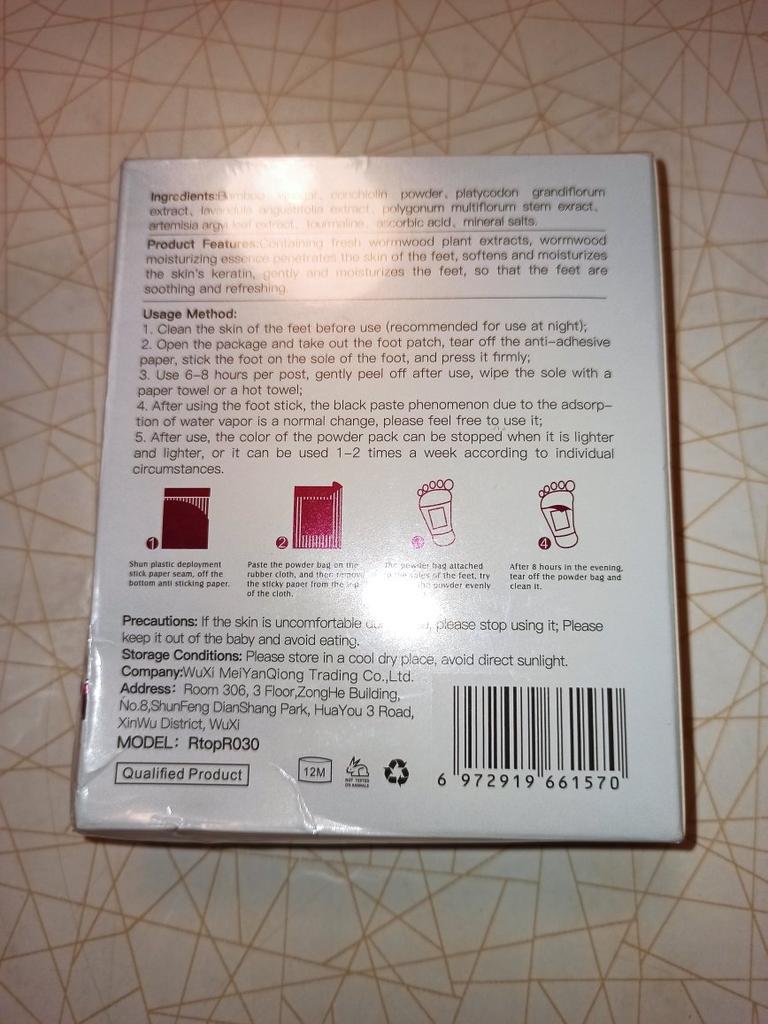 Ingredients:Bamboo vinegar, conchiolin powder, platycodon grandiflorum
extract、lavandula angustifolia extract、polygonum multiflorum stem exract、
artemisia argyi leaf extract、tourmaline、ascorbic acid、mineral salts.
Product Features:Containing fresh wormwood plant extracts, wormwood
moisturizing essence penetrates the skin of the feet, softens and moisturizes
the skin's keratin, gently and moisturizes the feet, so that the feet are
soothing and refreshing.
Usage Method:
1. Clean the skin of the feet before use (recommended for use at night);
2. Open the package and take out the foot patch, tear off the anti-adhesive
paper, stick the foot on the sole of the foot, and press it firmly;
3. Use 6-8 hours per post, gently peel off after use, wipe the sole with a
paper towel or a hot towel;
4. After using the foot stick, the black paste phenomenon due to the adsorp-
tion of water vapor is a normal change, please feel free to use it;
5. After use, the color of the powder pack can be stopped when it is lighter
and lighter, or it can be used 1-2 times a week according to individual
circumstances.
1 2 3 4
Shun plastic deployment
stick paper seam, off the
bottom anti sticking paper.
Paste the powder bag on the
rubber cloth, and then remove
the sticky paper from the top
of the cloth.
The powder bag attached
to the soles of the feet, try
powder evenly
After 8 hours in the evening,
tear off the powder bag and
clean it.
Precautions: If the skin is uncomfortable please stop using it; Please
keep it out of the baby and avoid eating.
Storage Conditions: Please store in a cool dry place, avoid direct sunlight.
Company:WuXi MeiYanQiong Trading Co.,Ltd.
Address: Room 306, 3 Floor,ZongHe Building,
No.8,ShunFeng DianShang Park, HuaYou 3 Road,
XinWu District, WuXi
MODEL: RtopR030
Qualified Product
12M
NOT TESTED
ON ANIMALS
6 972919 661570